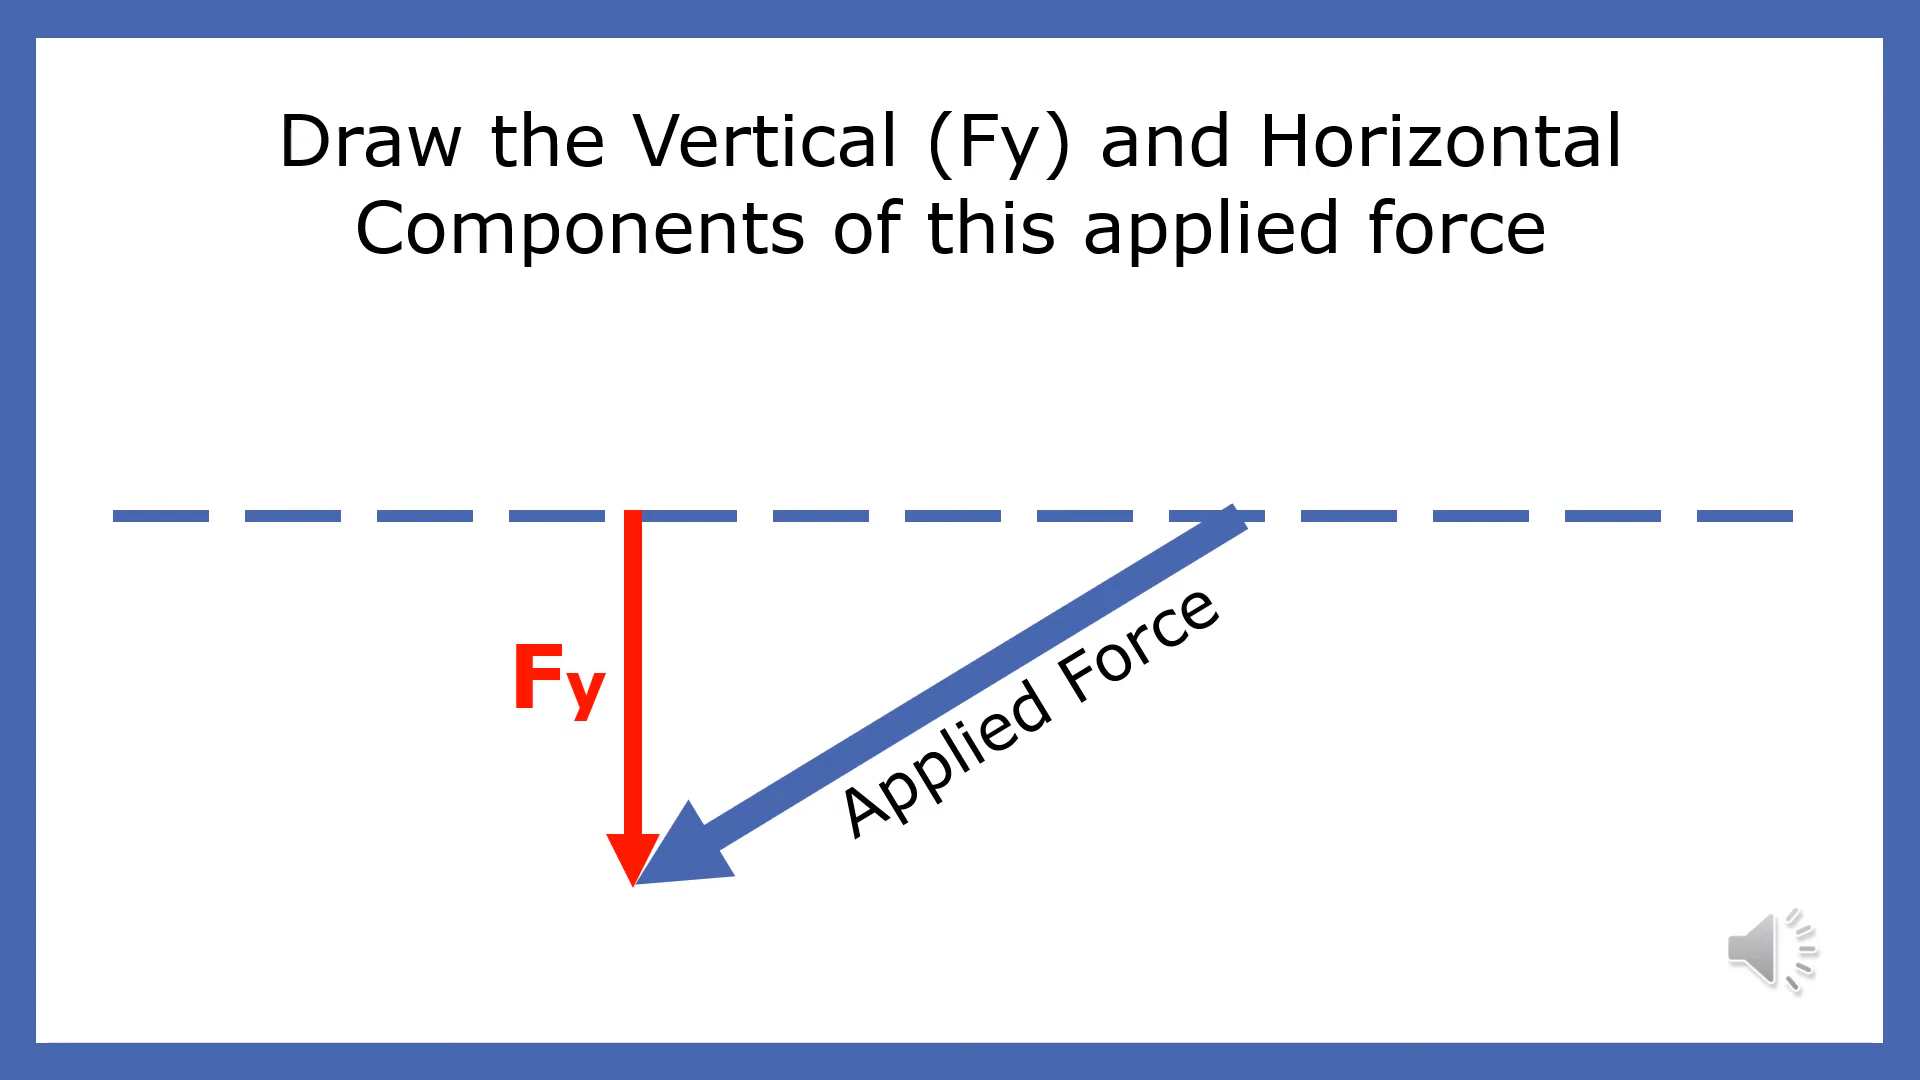 Draw the Vertical (Fy) and Horizontal
Components of this applied force
Fy
Applied Force